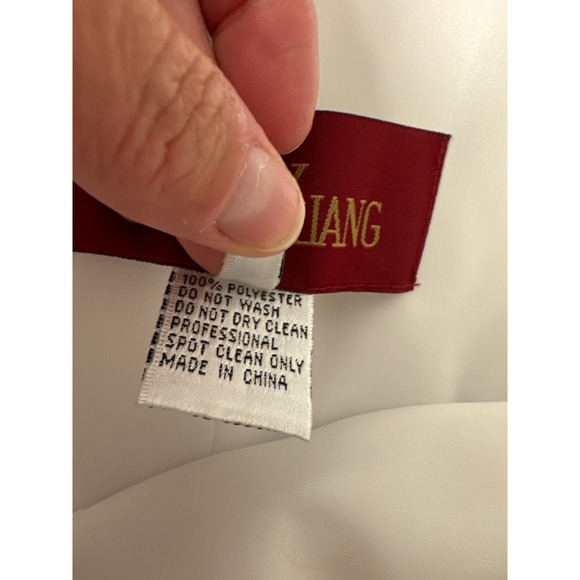 LIANG
100% POLYESTER
DO NOT WASH
DO NOT DRY CLEAN
PROFESSIONAL
SPOT CLEAN ONLY
MADE IN CHINA